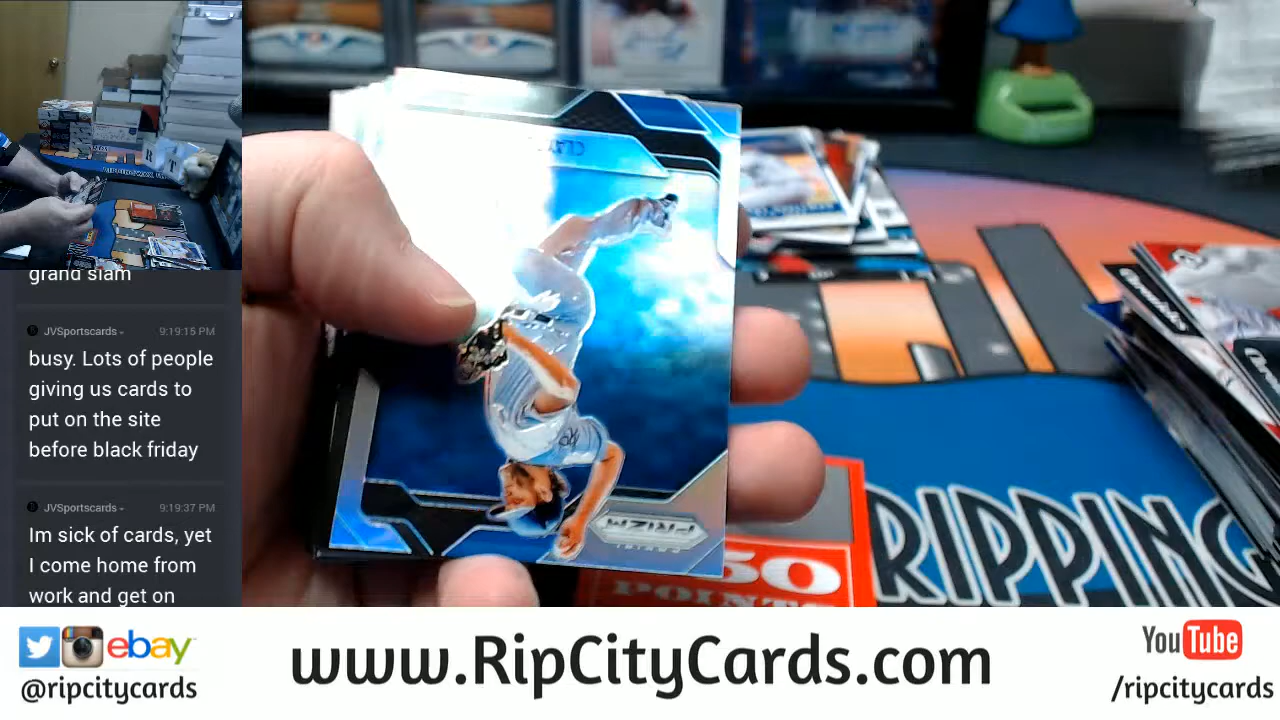 grand slam
JVSportscards
9:19:15 PM
busy. Lots of people
giving us cards to
put on the site
before black friday
JVSportscards
9:19:37 PM
Im sick of cards, yet
I come home from
work and get on
PRIZM
50
POINTS
RIPPING
ebay
@ripcitycards
www.RipCityCards.com
YouTube
/ripcitycards